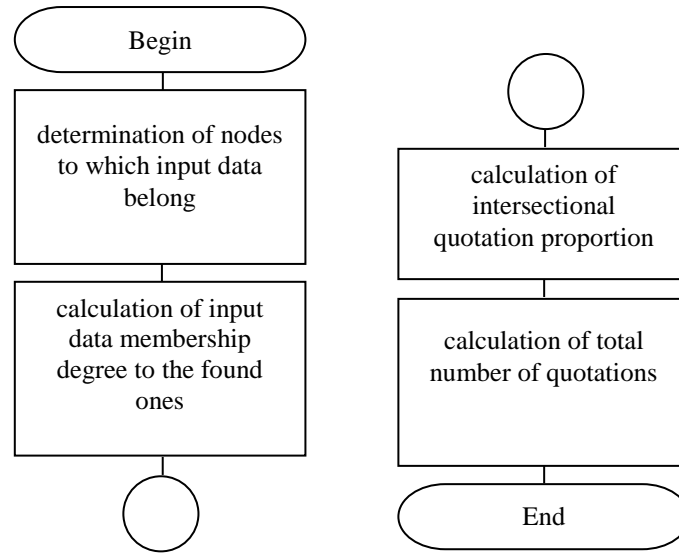 Begin
determination of nodes
to which input data
belong
calculation of input
data membership
degree to the found
ones
calculation of
intersectional
quotation proportion
calculation of total
number of quotations
End